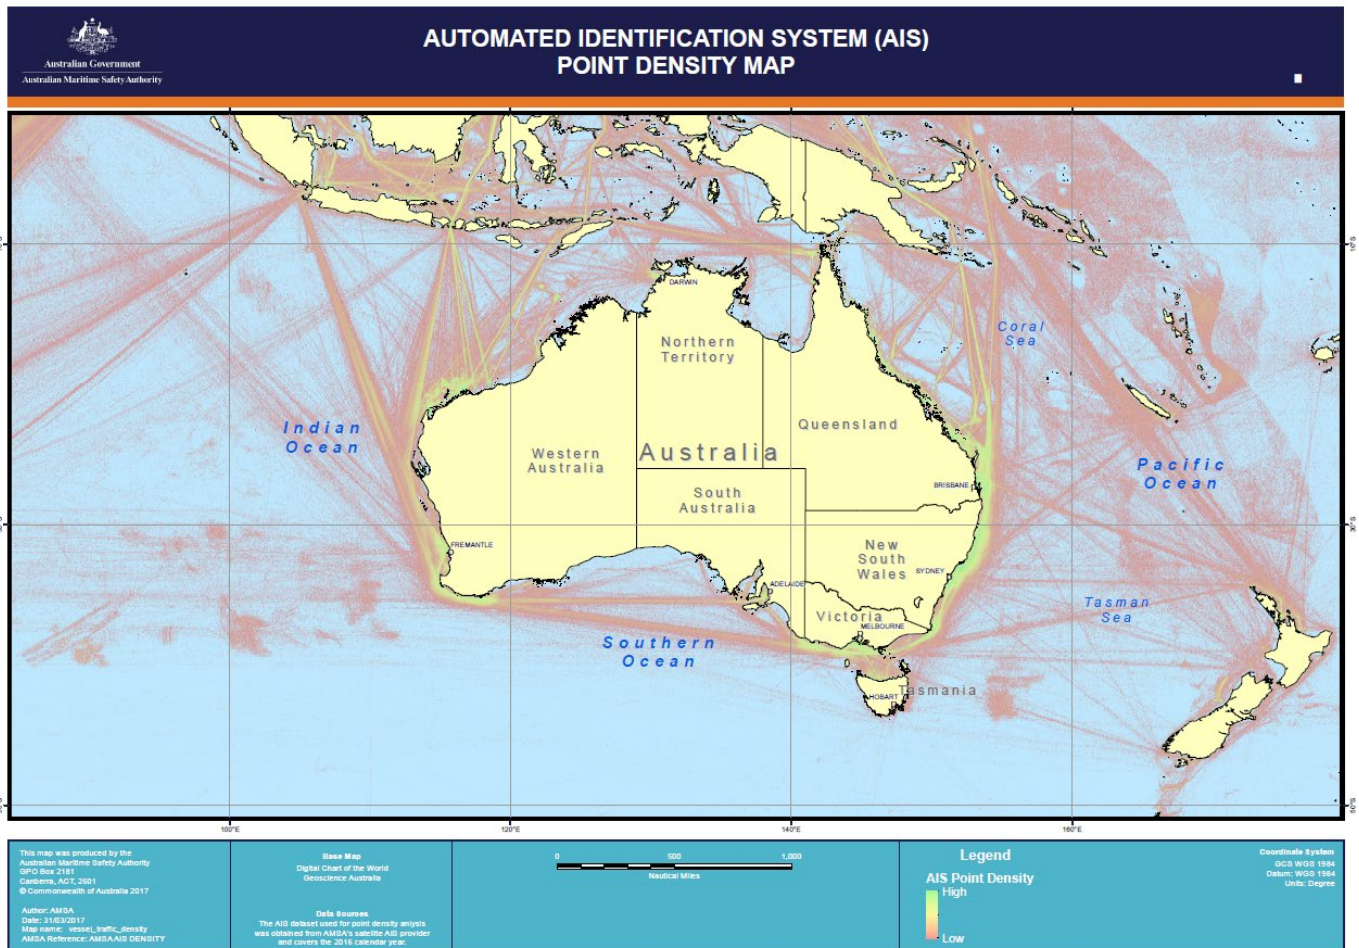 AUTOMATED IDENTIFICATION SYSTEM (AIS)
POINT DENSITY MAP
Australian Government
Australian Maritime Safety Authority
10°S
DARWIN
Coral
Sea
Northern
Territory
Indian
Ocean
Queensland
Western
Australia
Australia
Pacific
Ocean
South
Australia
BRISBANE
30°S
FREMANTLE
New
South
Wales
SYDNEY
ADELAIDE
Tasman
Sea
Victoria
MELBOURNE
Southern
Ocean
HOBART
Tasmania
50°S
100°E
120°E
140°E
160°E
This map was produced by the
Australian Maritime Safety Authority
GPO Box 2181
Canberra, ACT, 2601
© Commonwealth of Australia 2017
Author: AMSA
Date: 31/03/2017
Map name: vessel_traffic_density
AMSA Reference: AMSA AIS DENSITY
Base Map
Digital Chart of the World
Geoscience Australia
Data Sources
The AIS dataset used for point density anlysis
was obtained from AMSA's satellite AIS provider
and covers the 2016 calendar year.
0 500 1,000
Nautical Miles
Legend
AIS Point Density
High
Low
Coordinate System
GCS WGS 1984
Datum: WGS 1984
Units: Degree